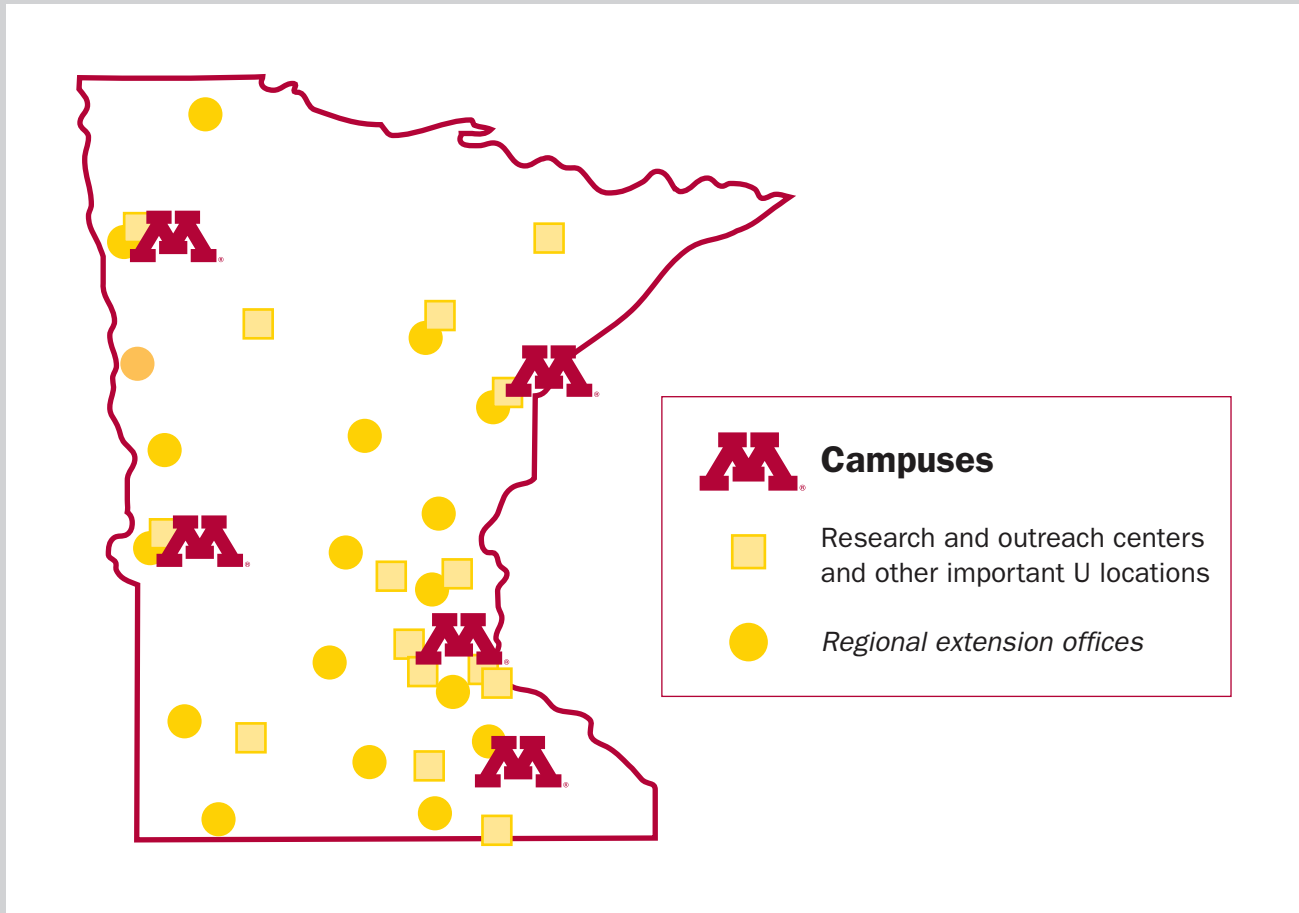 M®
M®
M®
M® Campuses
Research and outreach centers
and other important U locations
M®
Regional extension offices
M®
M®